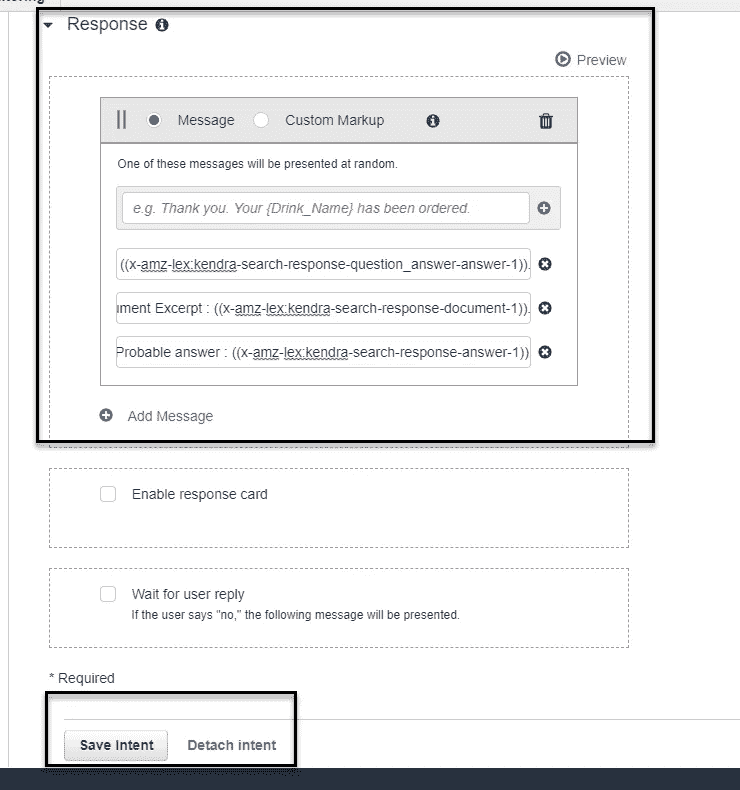 Response
Preview
Message Custom Markup
One of these messages will be presented at random.
e.g. Thank you. Your {Drink_Name} has been ordered.
((x-amz-lex:kendra-search-response-question_answer-answer-1)).
ment Excerpt : ((x-amz-lex:kendra-search-response-document-1)).
Probable answer : ((x-amz-lex:kendra-search-response-answer-1))
Add Message
Enable response card
Wait for user reply
If the user says "no," the following message will be presented.
* Required
Save Intent Detach intent